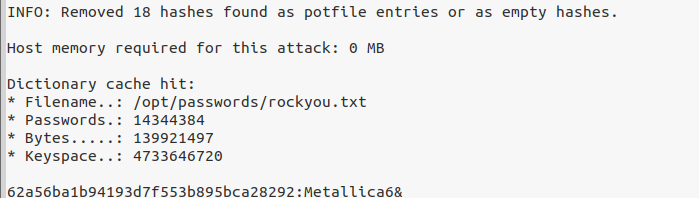 INFO: Removed 18 hashes found as potfile entries or as empty hashes.
Host memory required for this attack: 0 MB
Dictionary cache hit:
* Filename..: /opt/passwords/rockyou.txt
* Passwords.: 14344384
* Bytes.....: 139921497
* Keyspace..: 4733646720
62a56ba1b94193d7f553b895bca28292:Metallica6&